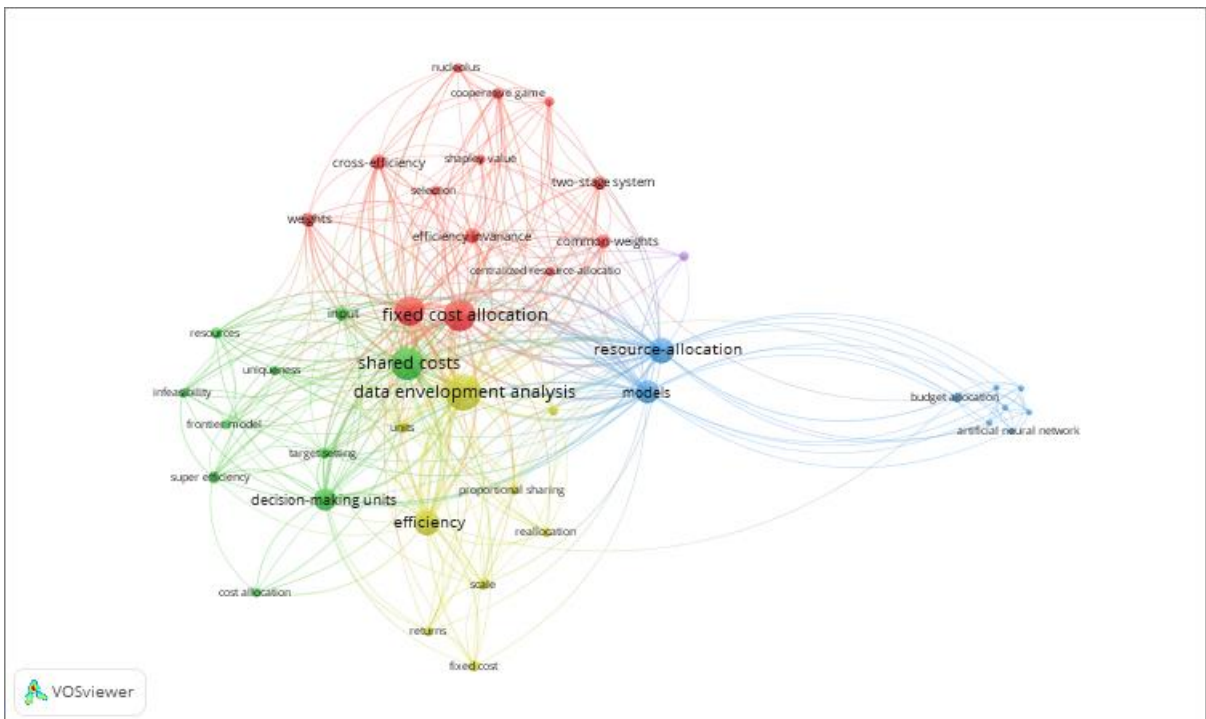 nucleolus
cooperative game
cross-efficiency
shapley value
two-stage system
selection
weights
efficiency invariance
common-weights
centralized resource-allocatio
input
fixed cost allocation
resources
resource-allocation
shared costs
uniqueness
infeasibility
data envelopment analysis
models
budget allocation
frontier model
units
artificial neural network
target setting
super efficiency
proportional sharing
decision-making units
efficiency
reallocation
scale
cost allocation
returns
fixed cost
VOSviewer